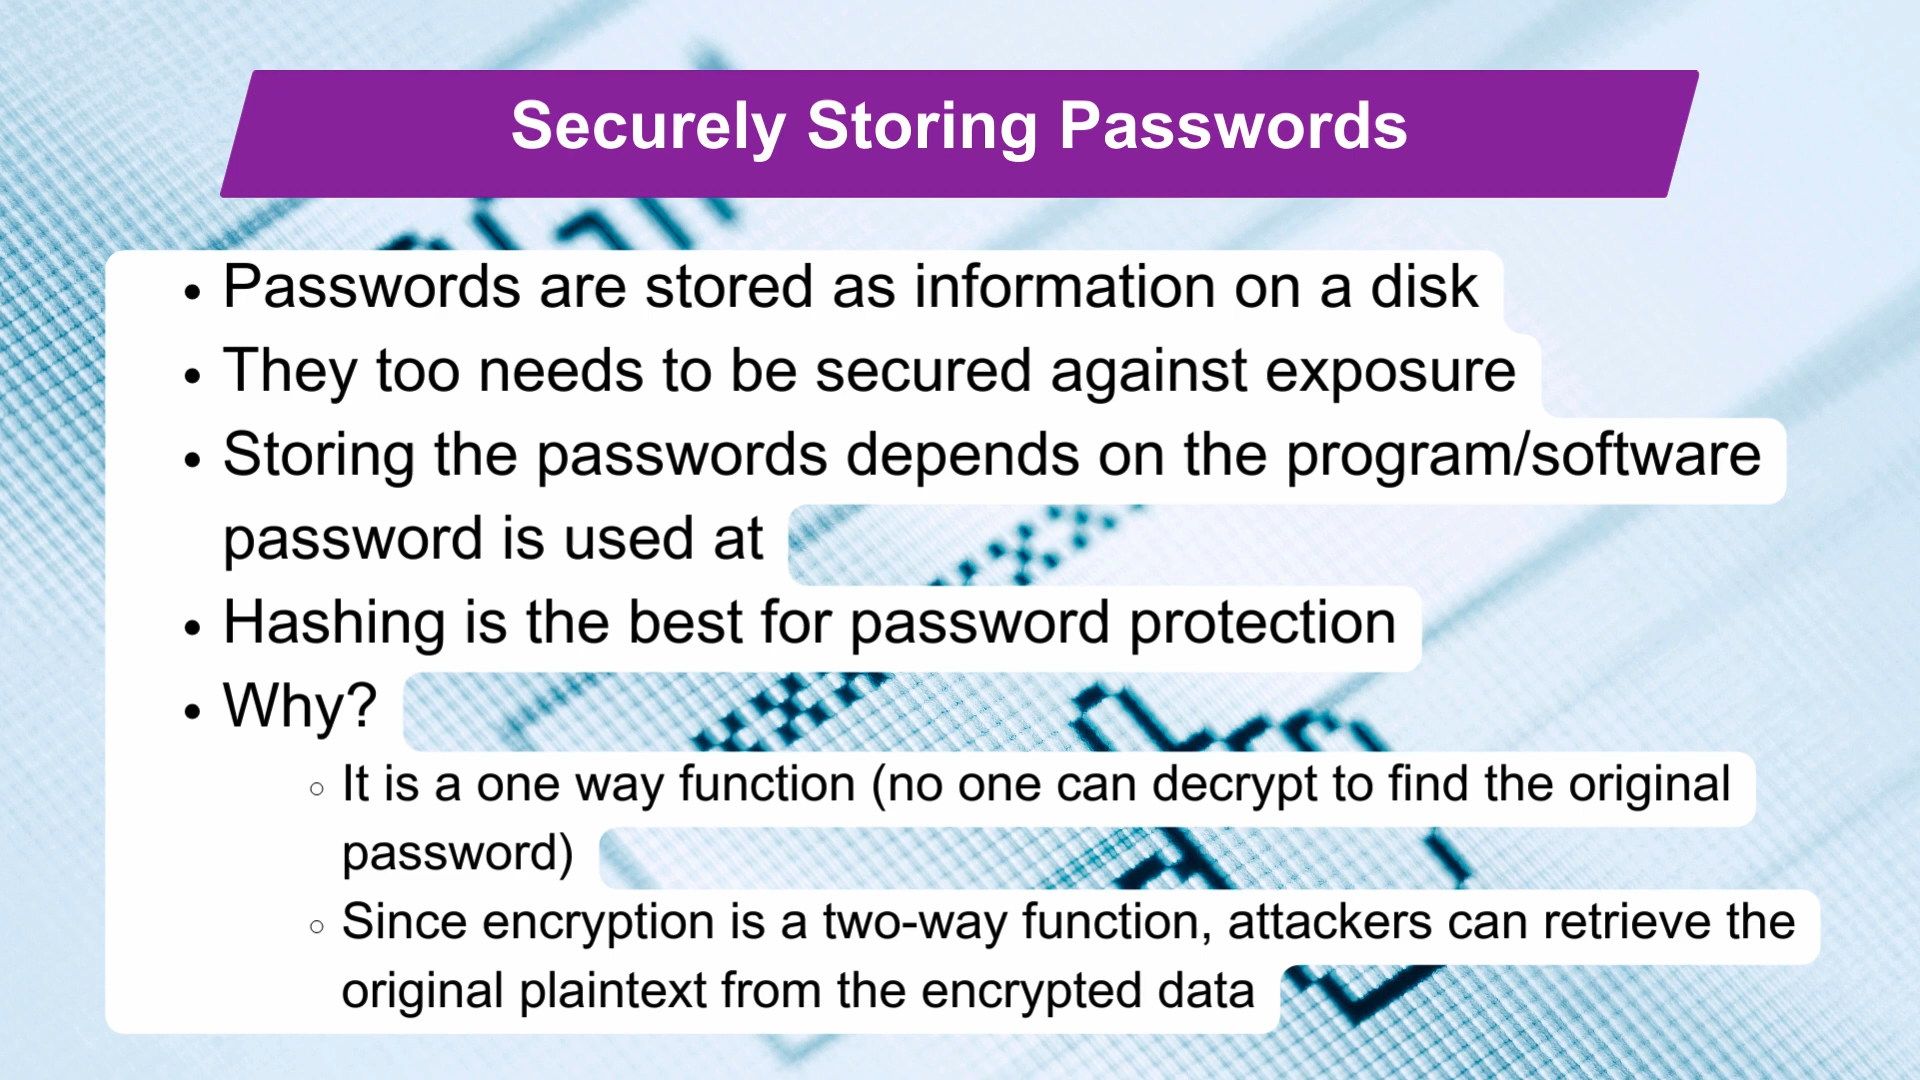 Securely Storing Passwords
• Passwords are stored as information on a disk
• They too needs to be secured against exposure
• Storing the passwords depends on the program/software
password is used at
• Hashing is the best for password protection
• Why?
◦ It is a one way function (no one can decrypt to find the original
password)
◦ Since encryption is a two-way function, attackers can retrieve the
original plaintext from the encrypted data